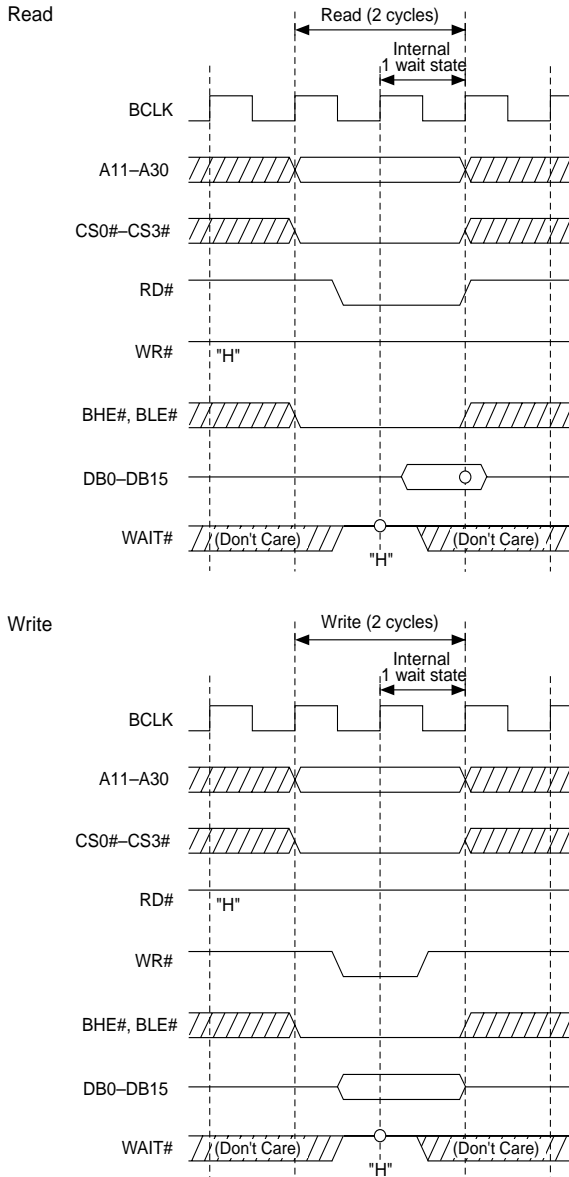 Read
Read (2 cycles)
Internal
1 wait state
BCLK
A11–A30
CS0#–CS3#
RD#
WR#
"H"
BHE#, BLE#
DB0–DB15
WAIT#
(Don't Care)
(Don't Care)
"H"
Write
Write (2 cycles)
Internal
1 wait state
BCLK
A11–A30
CS0#–CS3#
RD#
"H"
WR#
BHE#, BLE#
DB0–DB15
WAIT#
(Don't Care)
(Don't Care)
"H"